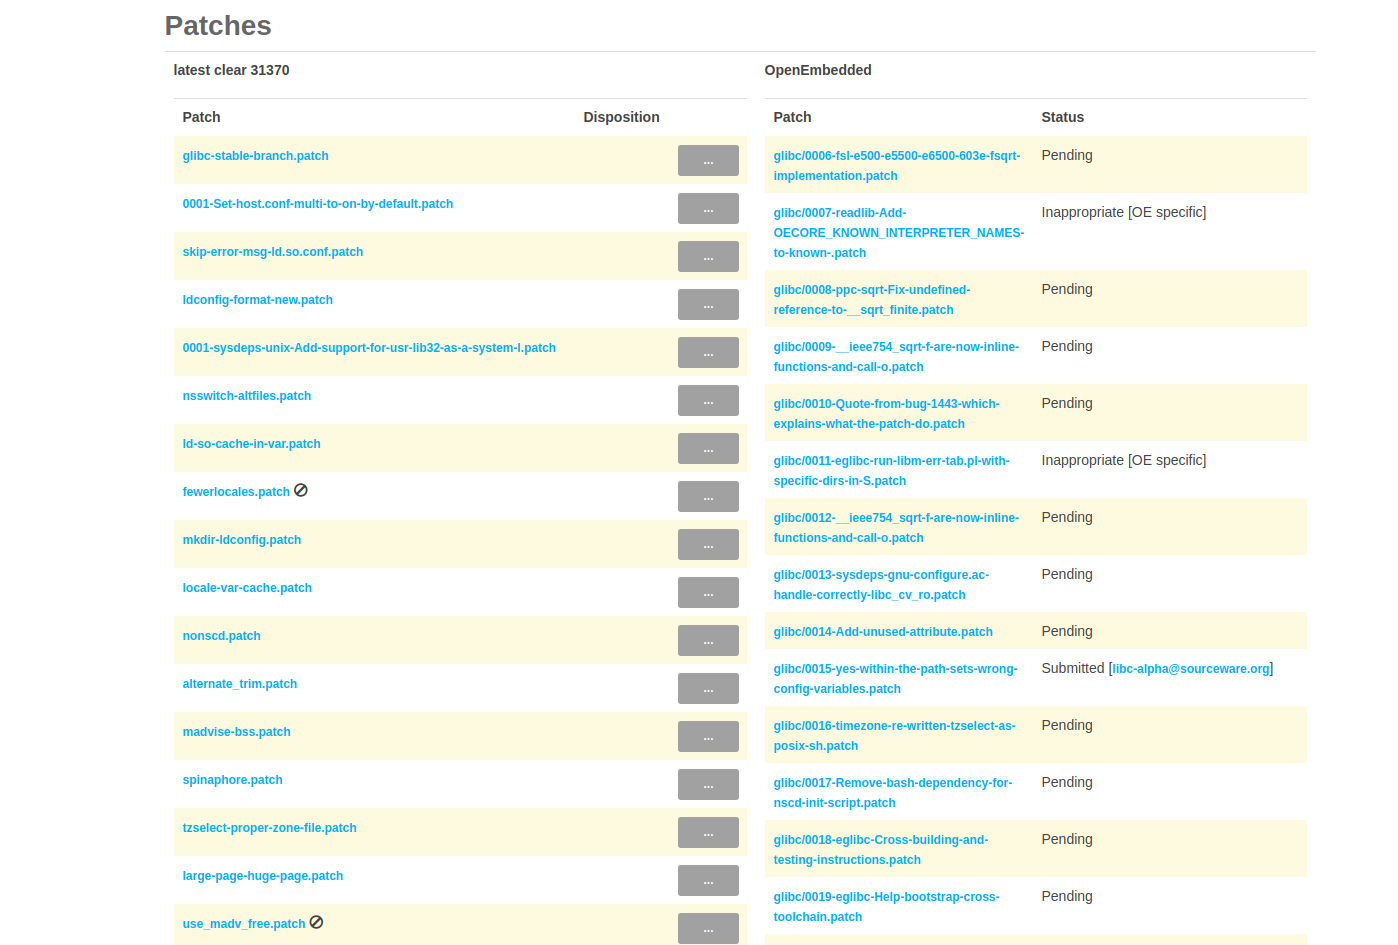 Patches
latest clear 31370
Patch Disposition
glibc-stable-branch.patch ...
0001-Set-host.conf-multi-to-on-by-default.patch ...
skip-error-msg-ld.so.conf.patch ...
ldconfig-format-new.patch ...
0001-sysdeps-unix-Add-support-for-usr-lib32-as-a-system-l.patch ...
nsswitch-altfiles.patch ...
ld-so-cache-in-var.patch ...
fewerlocales.patch ...
mkdir-ldconfig.patch ...
locale-var-cache.patch ...
nonscd.patch ...
alternate_trim.patch ...
madvise-bss.patch ...
spinaphore.patch ...
tzselect-proper-zone-file.patch ...
large-page-huge-page.patch ...
use_madv_free.patch ...
OpenEmbedded
Patch Status
glibc/0006-fsl-e500-e5500-e6500-603e-fsqrt- Pending
implementation.patch
glibc/0007-readlib-Add- Inappropriate [OE specific]
OECORE_KNOWN_INTERPRETER_NAMES-
to-known-.patch
glibc/0008-ppc-sqrt-Fix-undefined- Pending
reference-to-__sqrt_finite.patch
glibc/0009-__ieee754_sqrt-f-are-now-inline- Pending
functions-and-call-o.patch
glibc/0010-Quote-from-bug-1443-which- Pending
explains-what-the-patch-do.patch
glibc/0011-eglibc-run-libm-err-tab.pl-with- Inappropriate [OE specific]
specific-dirs-in-S.patch
glibc/0012-__ieee754_sqrt-f-are-now-inline- Pending
functions-and-call-o.patch
glibc/0013-sysdeps-gnu-configure.ac- Pending
handle-correctly-libc_cv_ro.patch
glibc/0014-Add-unused-attribute.patch Pending
glibc/0015-yes-within-the-path-sets-wrong- Submitted [libc-alpha@sourceware.org]
config-variables.patch
glibc/0016-timezone-re-written-tzselect-as- Pending
posix-sh.patch
glibc/0017-Remove-bash-dependency-for- Pending
nscd-init-script.patch
glibc/0018-eglibc-Cross-building-and- Pending
testing-instructions.patch
glibc/0019-eglibc-Help-bootstrap-cross- Pending
toolchain.patch